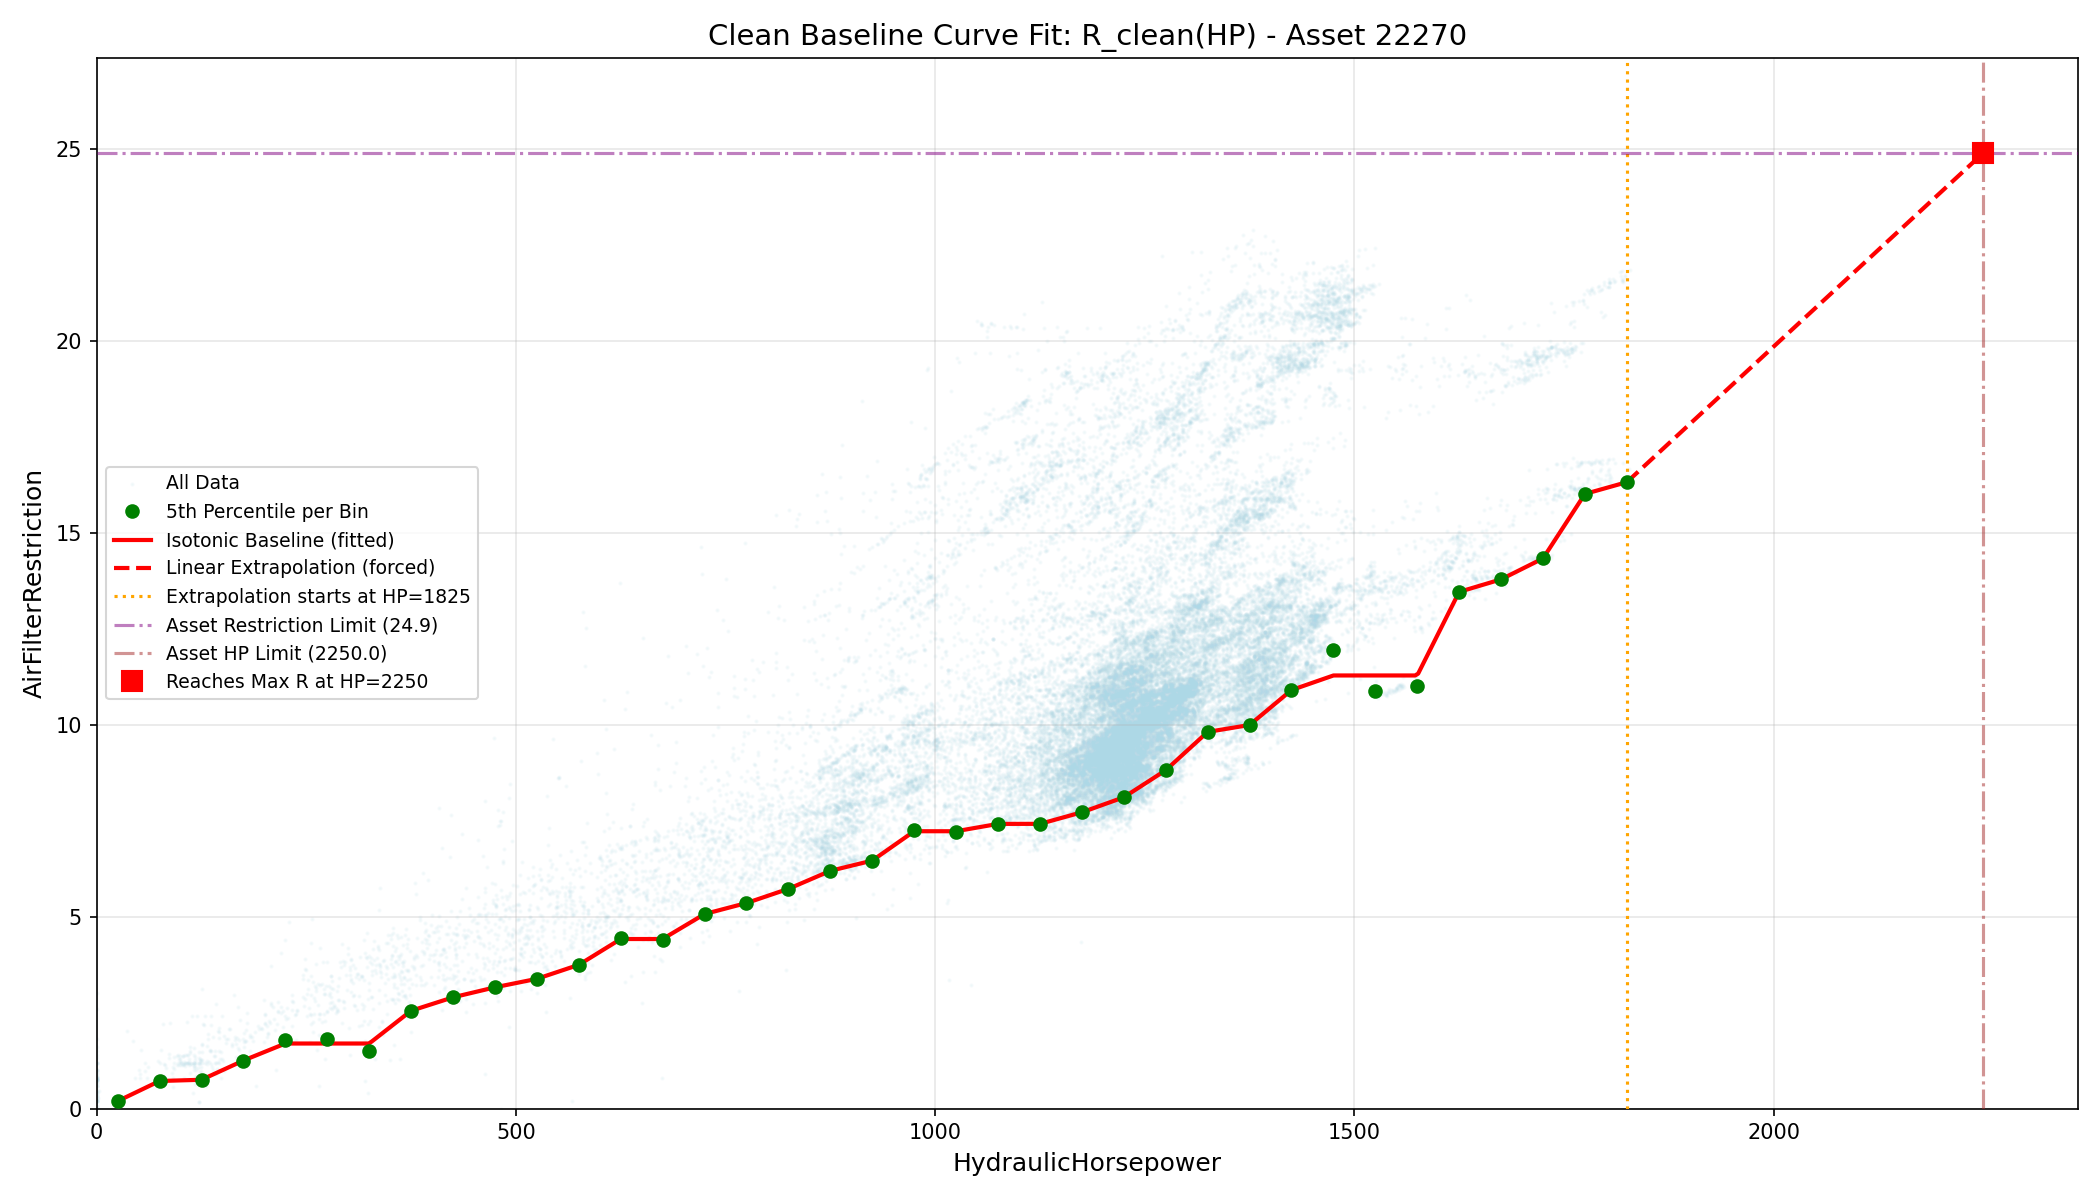 Clean Baseline Curve Fit: R_clean(HP) - Asset 22270
AirFilterRestriction
25
20
15
10
5
0
All Data
5th Percentile per Bin
Isotonic Baseline (fitted)
Linear Extrapolation (forced)
Extrapolation starts at HP=1825
Asset Restriction Limit (24.9)
Asset HP Limit (2250.0)
Reaches Max R at HP=2250
0
500
1000
1500
2000
HydraulicHorsepower